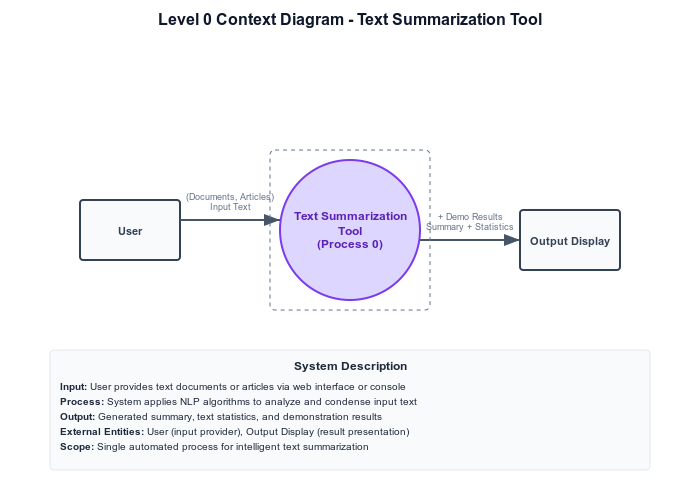 Level 0 Context Diagram - Text Summarization Tool
(Documents, Articles)
Input Text
User
Text Summarization
Tool
(Process 0)
+ Demo Results
Summary + Statistics
Output Display
System Description
Input: User provides text documents or articles via web interface or console
Process: System applies NLP algorithms to analyze and condense input text
Output: Generated summary, text statistics, and demonstration results
External Entities: User (input provider), Output Display (result presentation)
Scope: Single automated process for intelligent text summarization